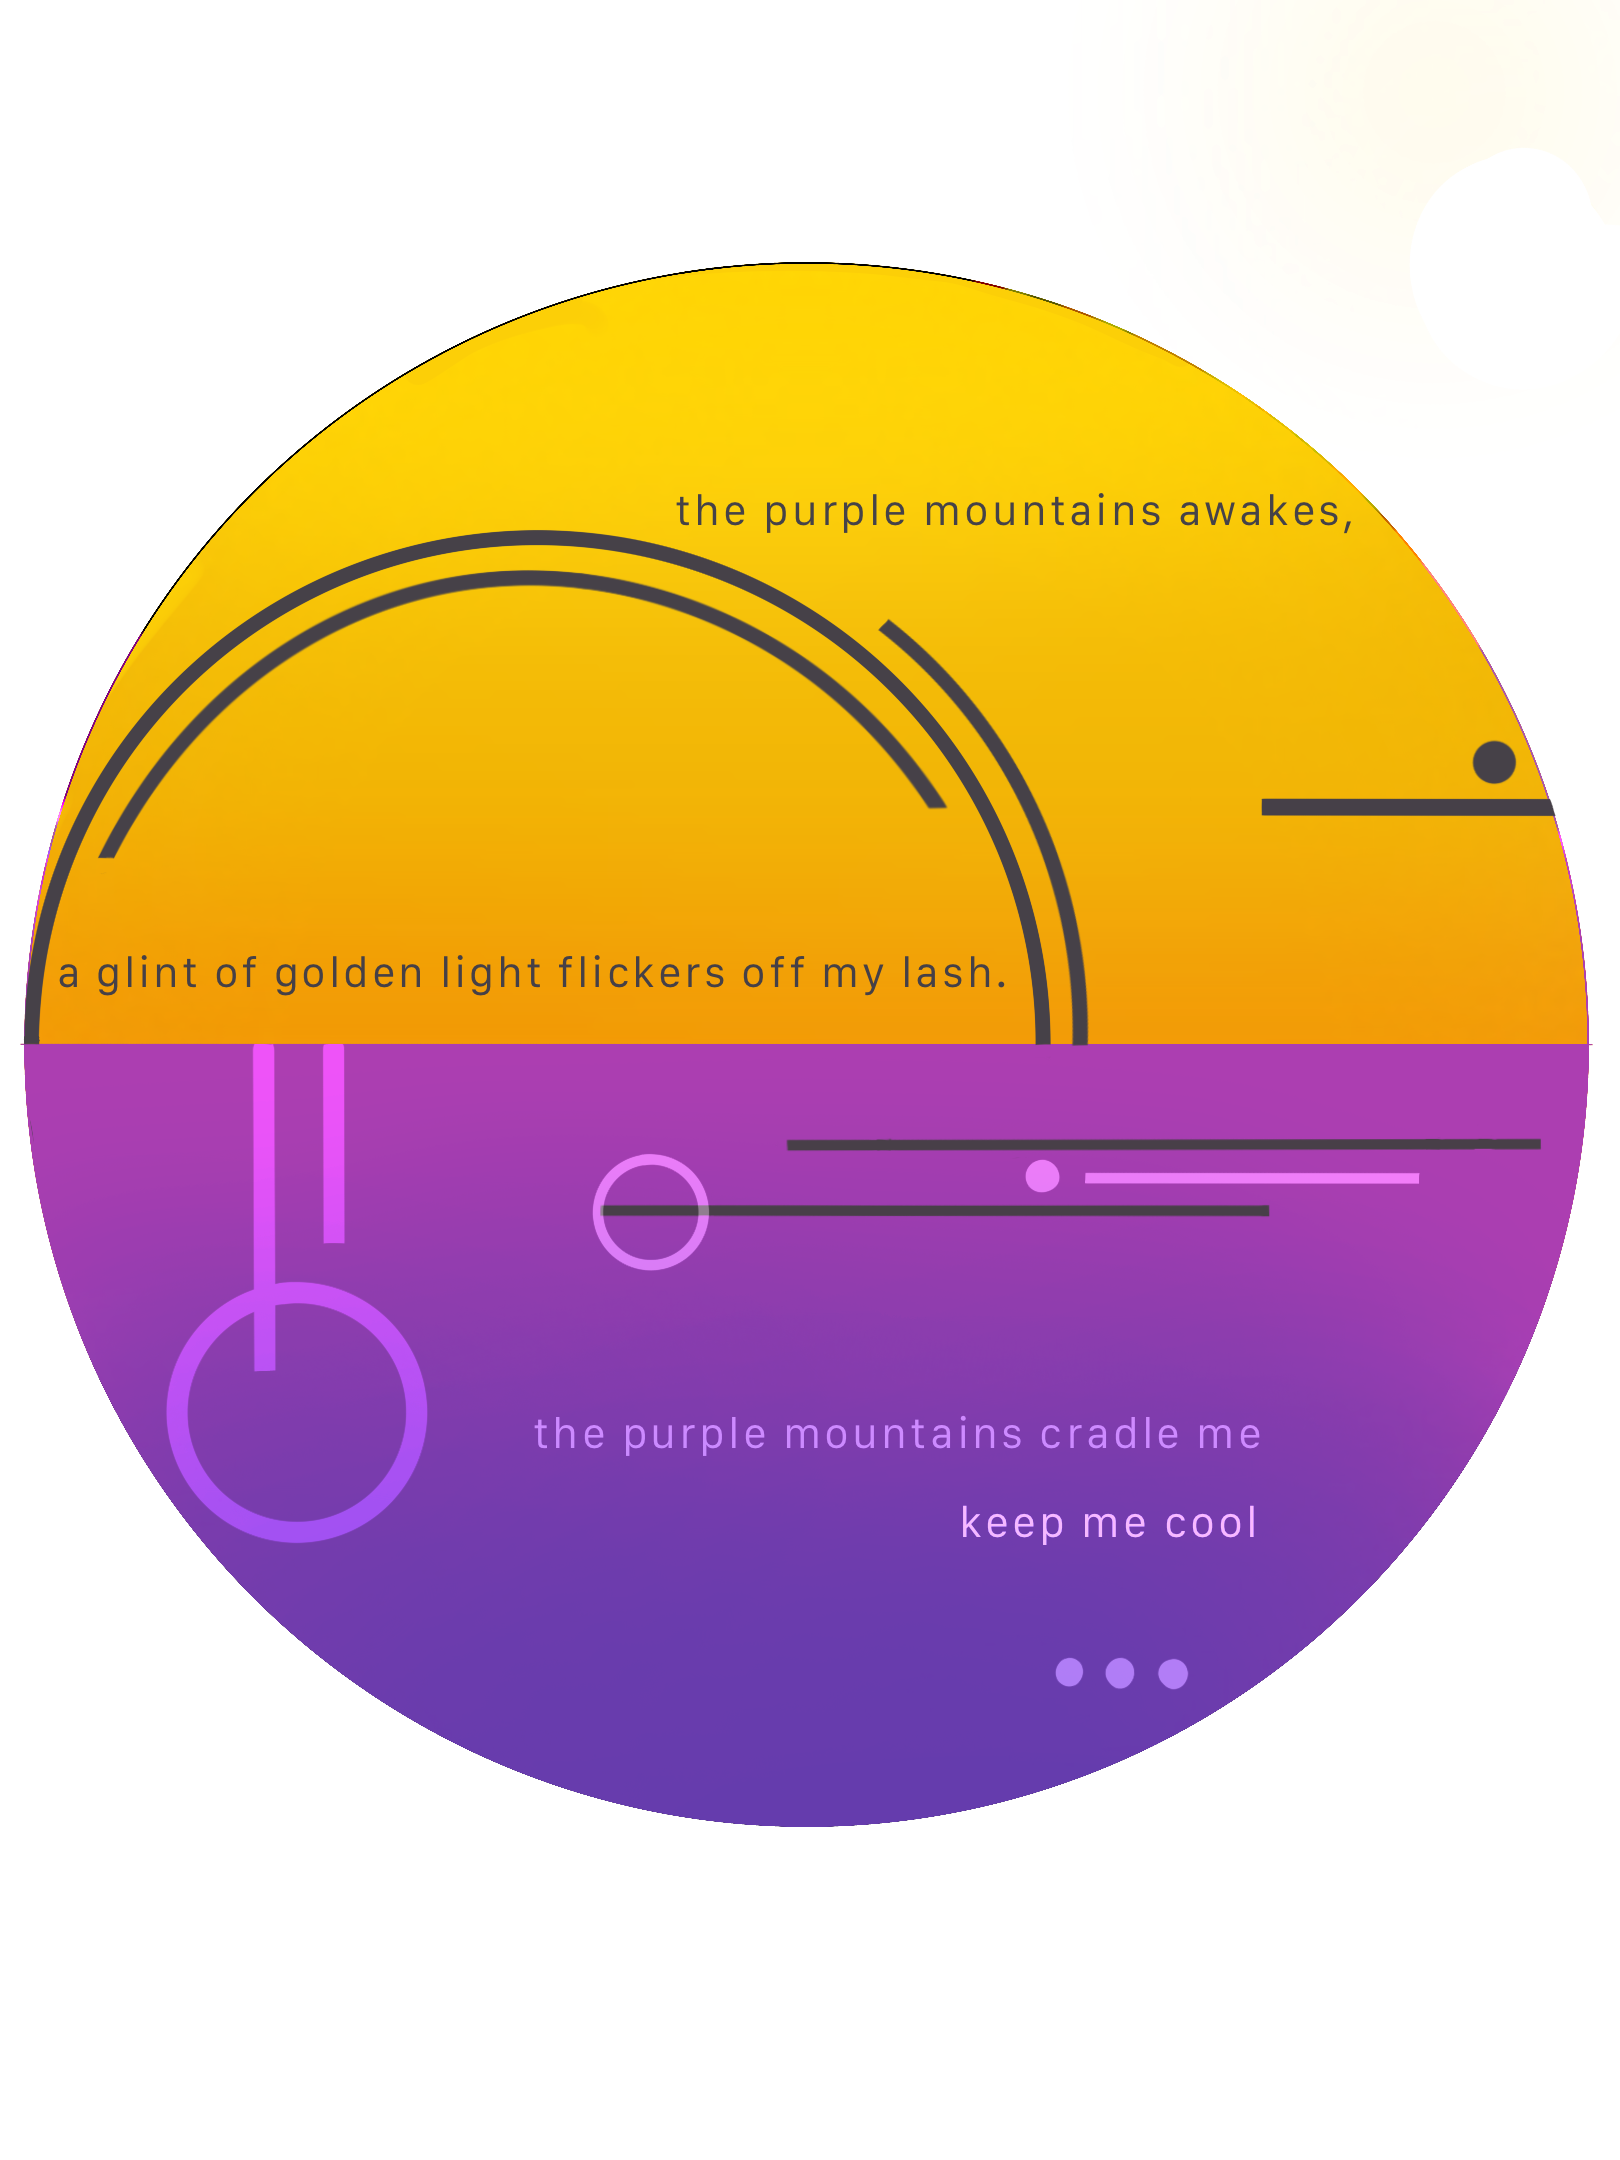 the purple mountains awakes,
a glint of golden light flickers off my lash.
the purple mountains cradle me
keep me cool